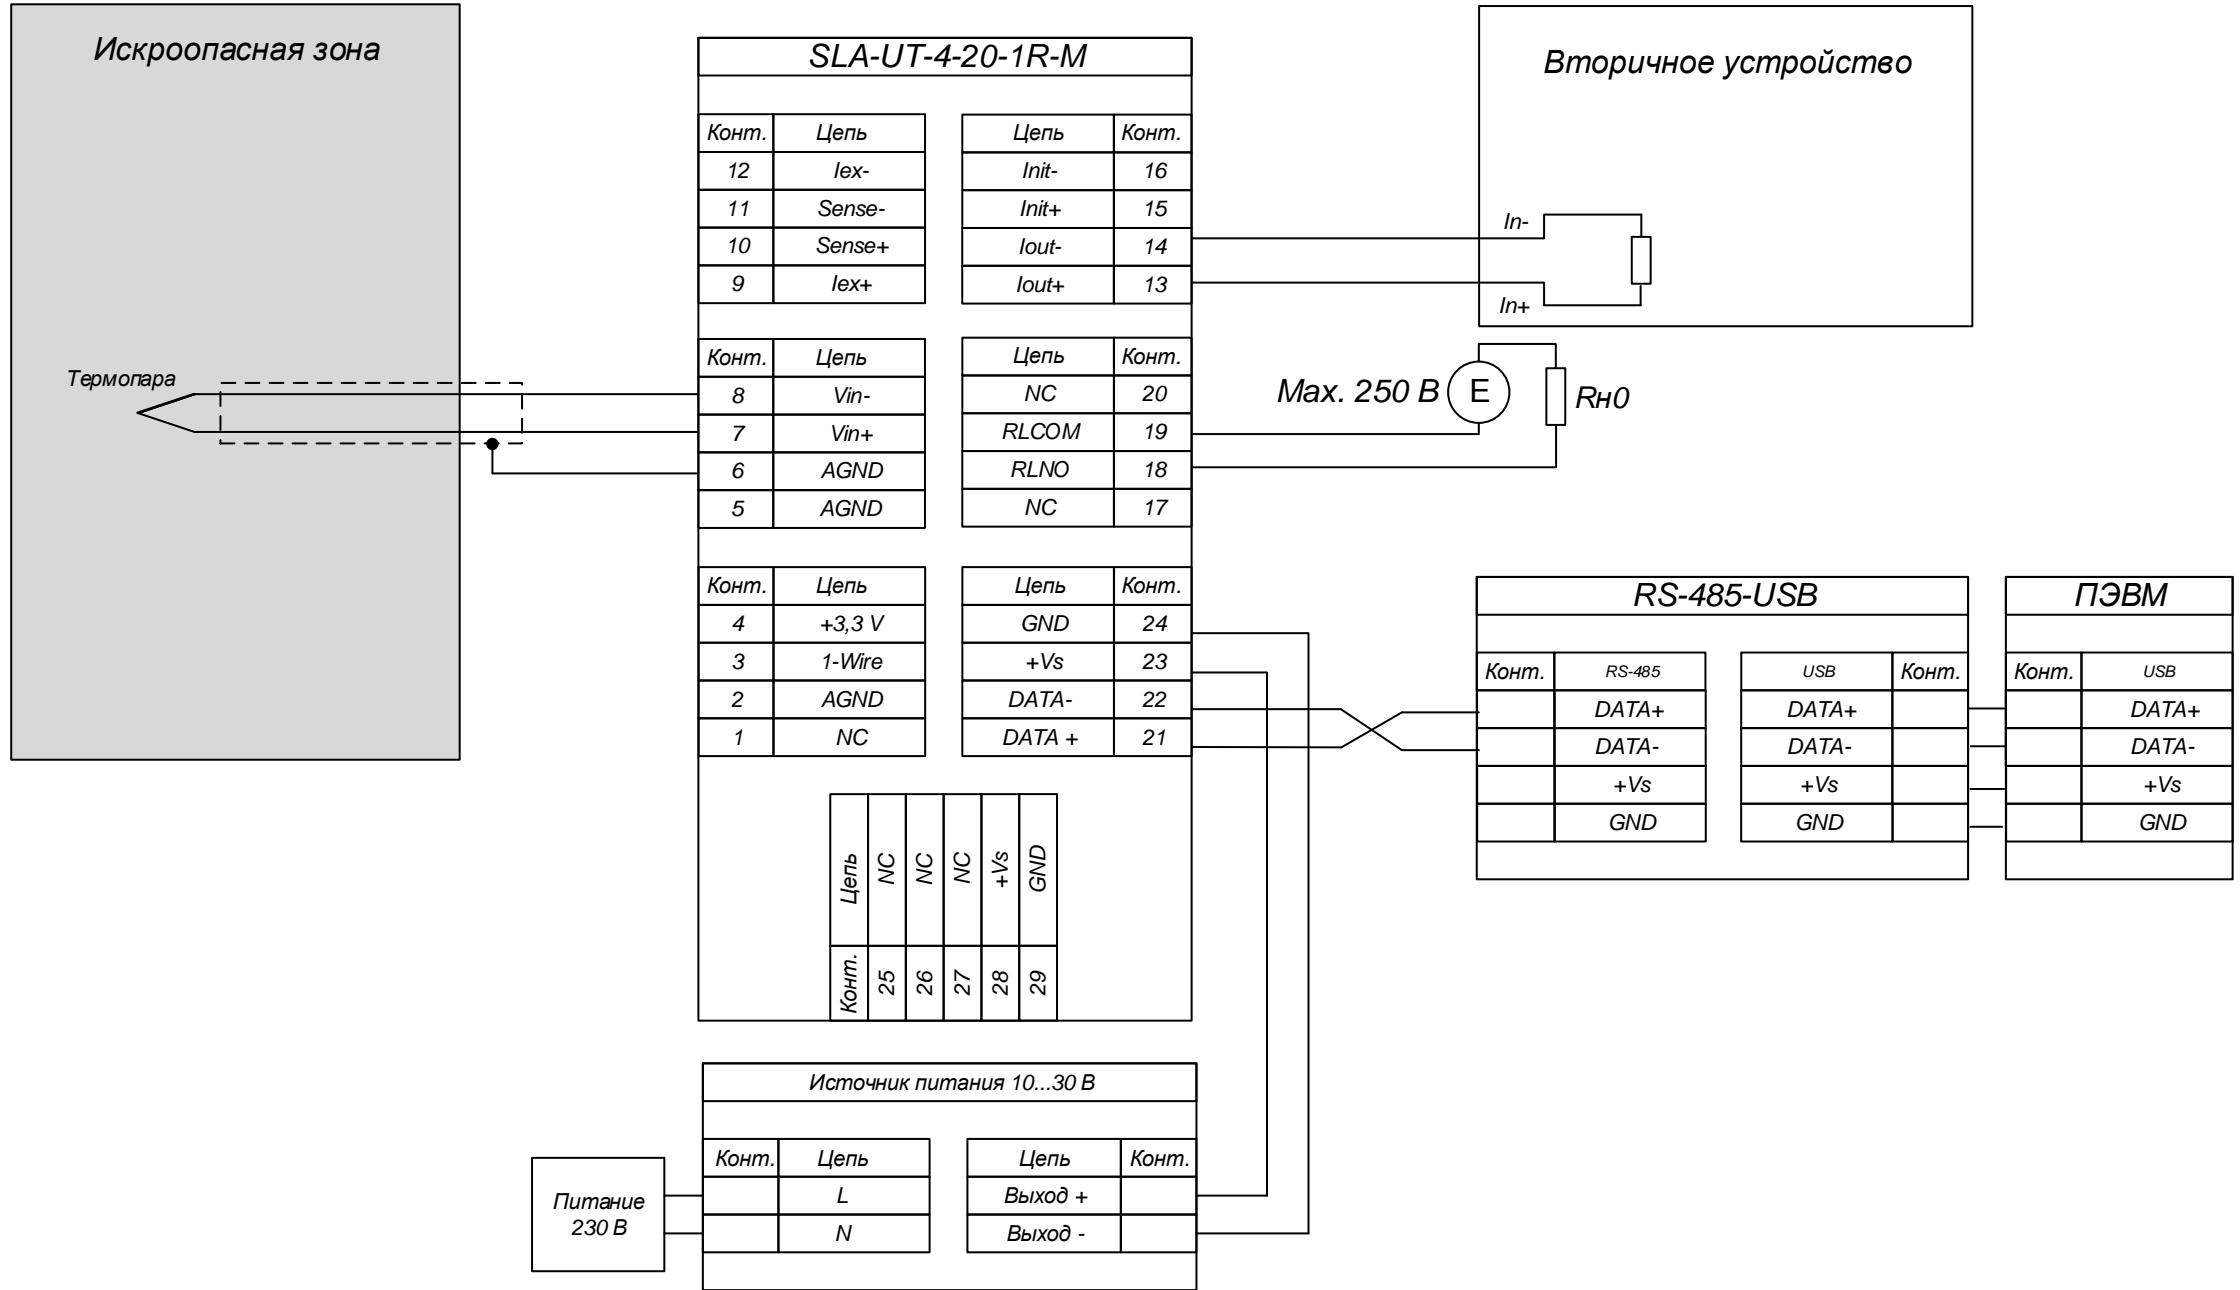 Искроопасная зона
Термопара
SLA-UT-4-20-1R-M
Конт. Цепь Цепь Конт.
12 Iex- Init- 16
11 Sense- Init+ 15
10 Sense+ Iout- 14
9 Iex+ Iout+ 13
Конт. Цепь Цепь Конт.
8 Vin- NC 20
7 Vin+ RLCOM 19
6 AGND RLNO 18
5 AGND NC 17
Конт. Цепь Цепь Конт.
4 +3,3 V GND 24
3 1-Wire +Vs 23
2 AGND DATA- 22
1 NC DATA + 21
Цепь NC NC NC +Vs GND
Конт. 25 26 27 28 29
Вторичное устройство
In-
In+
Max. 250 В E Rн0
RS-485-USB
Конт. RS-485 USB Конт.
DATA+ DATA+
DATA- DATA-
+Vs +Vs
GND GND
ПЭВМ
Конт. USB
DATA+
DATA-
+Vs
GND
Источник питания 10...30 В
Конт. Цепь Цепь Конт.
L Выход +
N Выход -
Питание
230 В